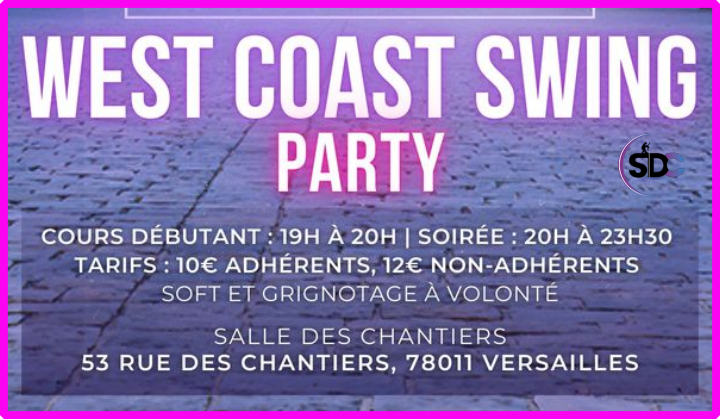 WEST COAST SWING
PARTY
SD
COURS DÉBUTANT : 19H À 20H | SOIRÉE : 20H À 23H30
TARIFS : 10€ ADHÉRENTS, 12€ NON-ADHÉRENTS
SOFT ET GRIGNOTAGE À VOLONTÉ
SALLE DES CHANTIERS
53 RUE DES CHANTIERS, 78011 VERSAILLES